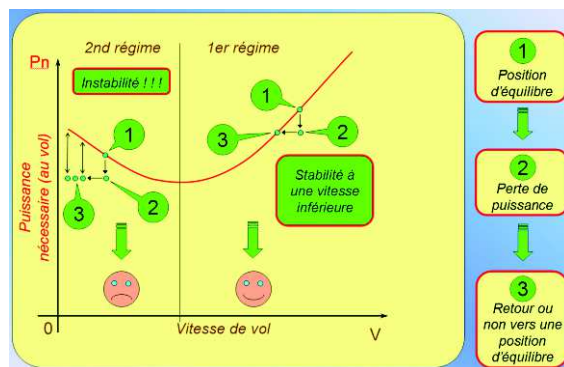 2nd régime
1er régime
Pn
Instabilité ! ! !
1
1
3
2
3
2
Stabilité à
une vitesse
inférieure
Puissance
nécessaire (au vol)
0
Vitesse de vol
V
1
Position
d'équilibre
2
Perte de
puissance
3
Retour ou
non vers une
position
d'équilibre